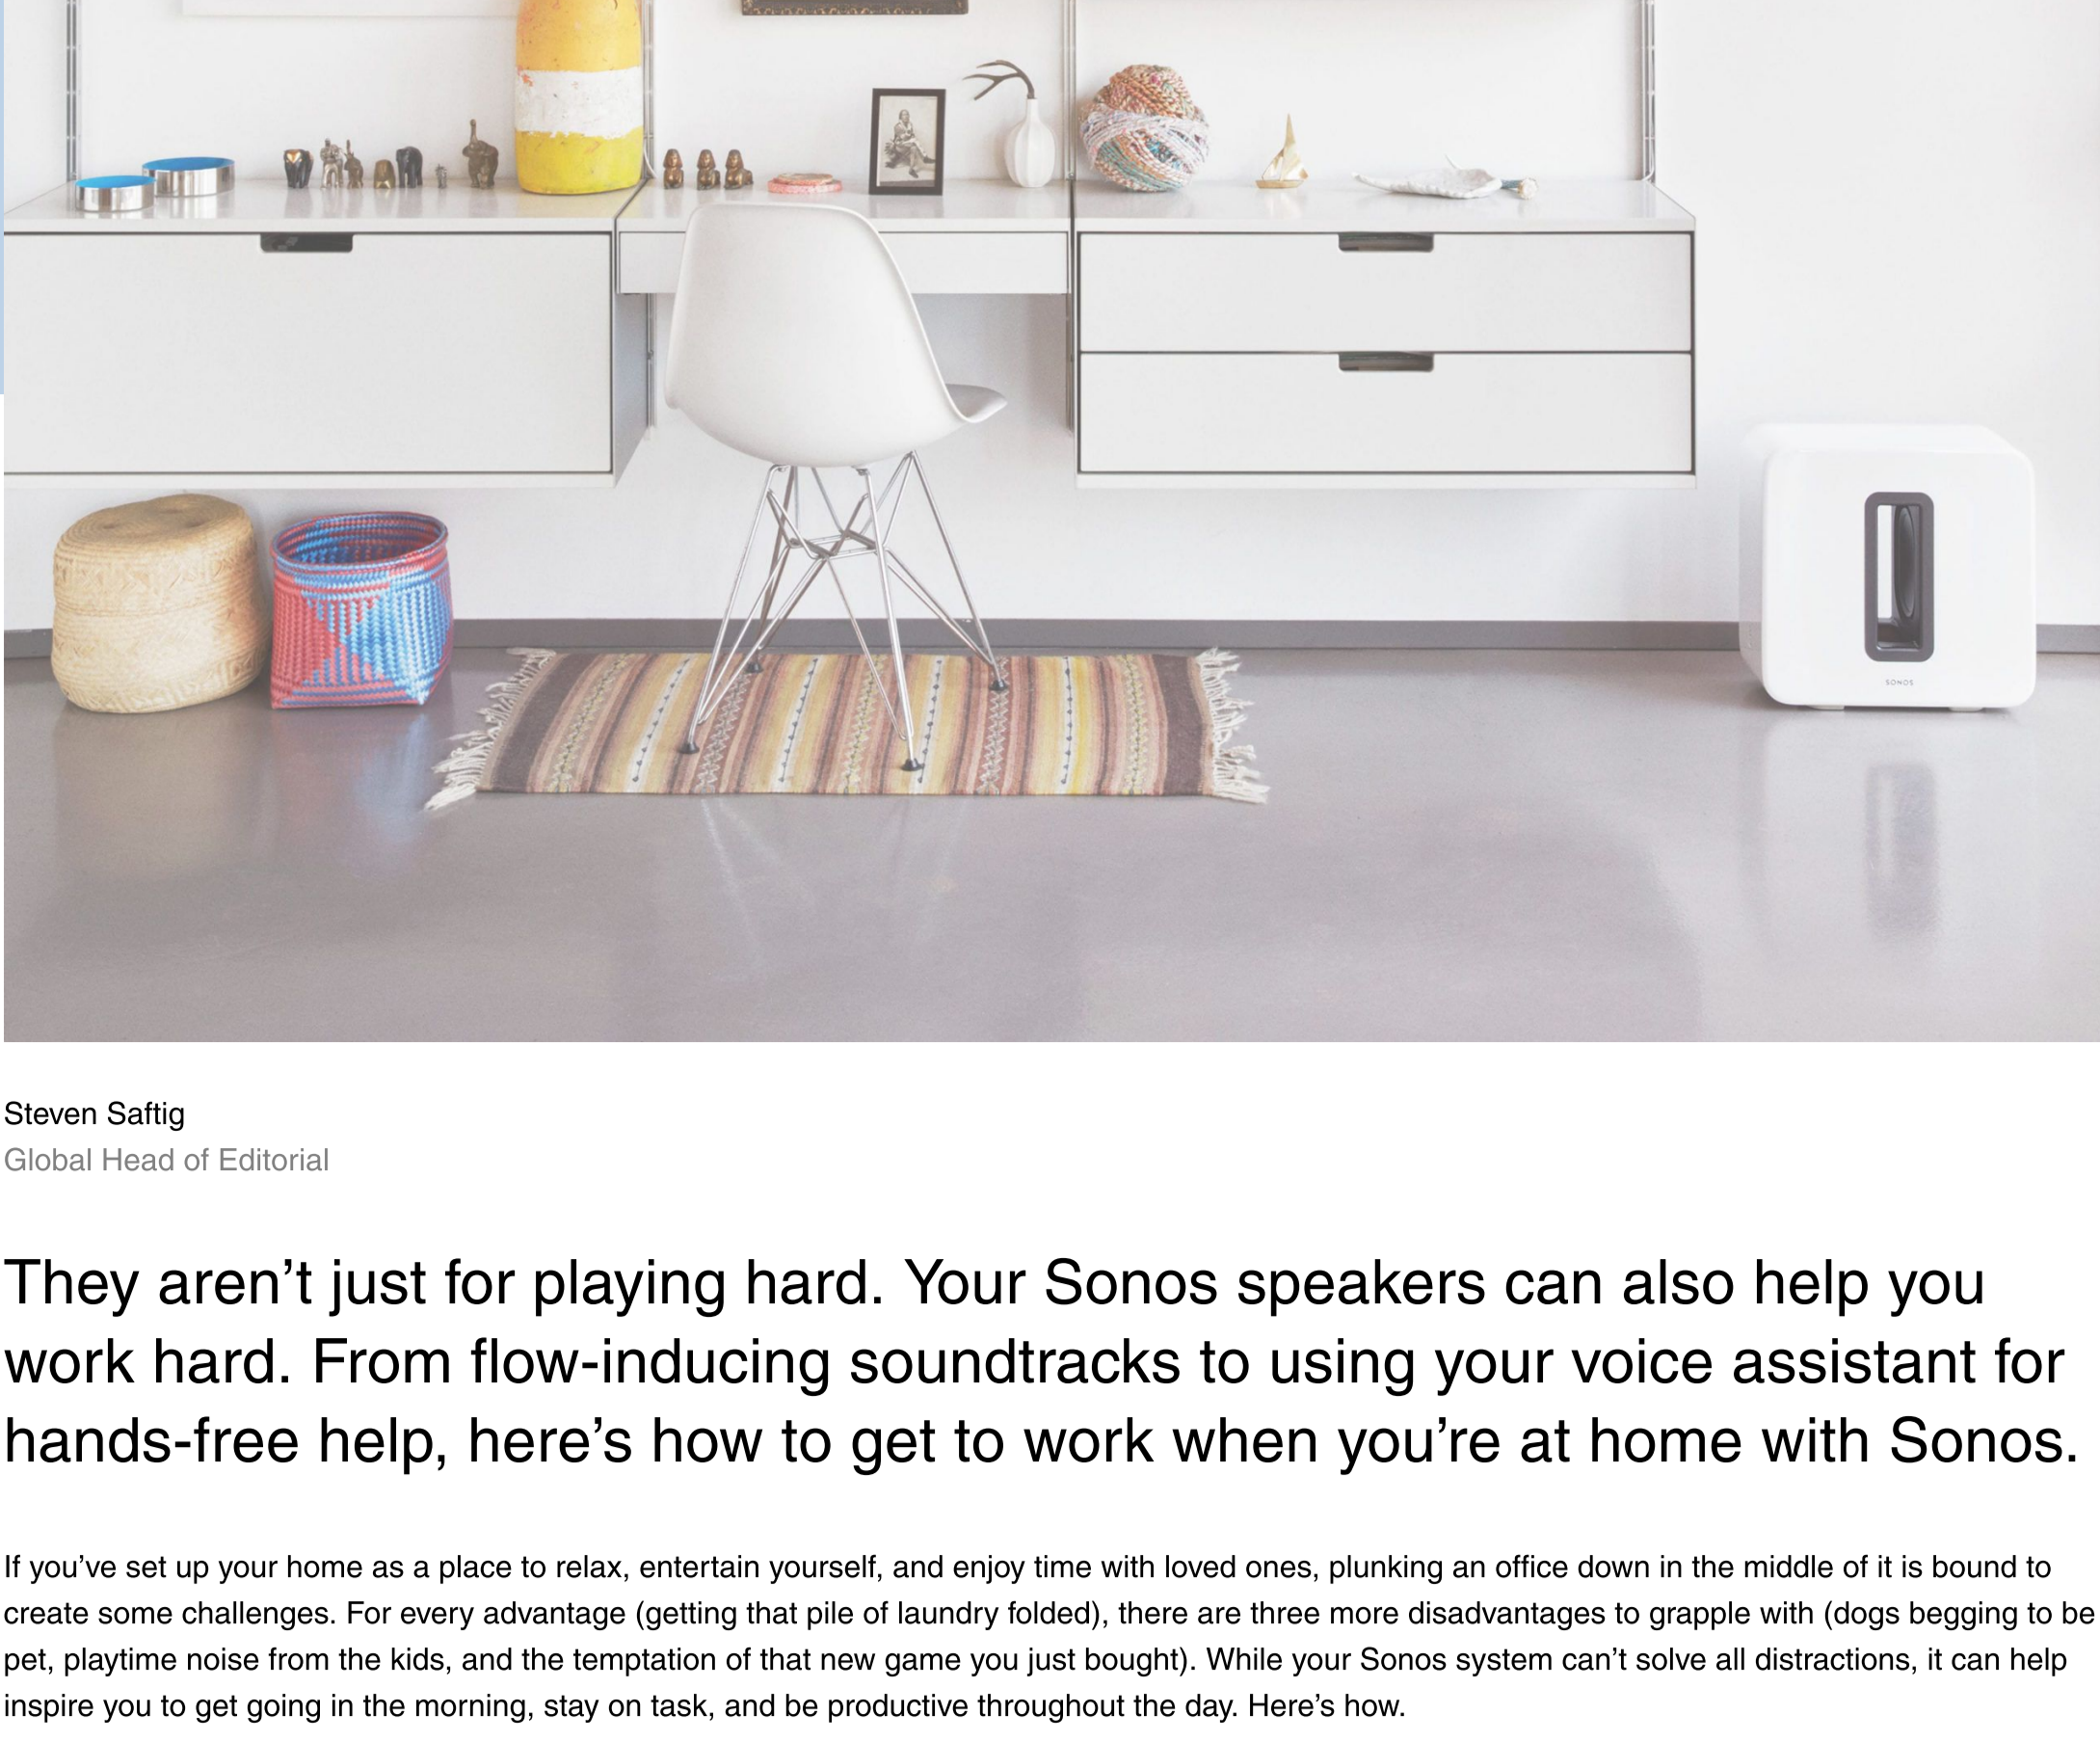 SONOS
Steven Saftig
Global Head of Editorial
They aren’t just for playing hard. Your Sonos speakers can also help you
work hard. From flow-inducing soundtracks to using your voice assistant for
hands-free help, here’s how to get to work when you’re at home with Sonos.
If you’ve set up your home as a place to relax, entertain yourself, and enjoy time with loved ones, plunking an office down in the middle of it is bound to
create some challenges. For every advantage (getting that pile of laundry folded), there are three more disadvantages to grapple with (dogs begging to be
pet, playtime noise from the kids, and the temptation of that new game you just bought). While your Sonos system can’t solve all distractions, it can help
inspire you to get going in the morning, stay on task, and be productive throughout the day. Here’s how.